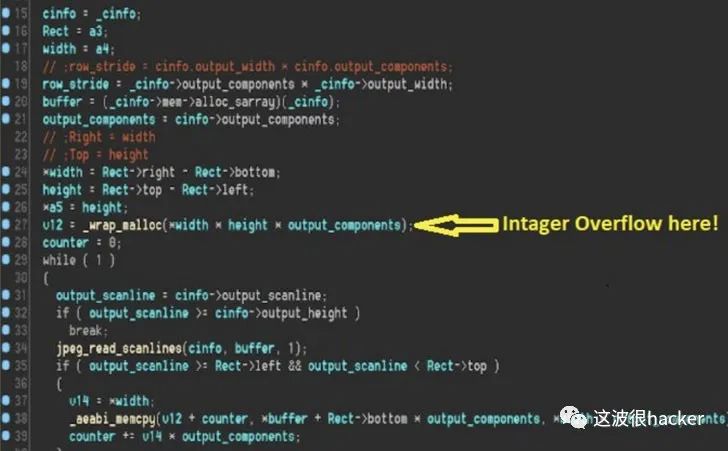 15 cinfo = _cinfo;
16 Rect = a3;
17 width = a4;
18 // ;row_stride = cinfo.output_width * cinfo.output_components;
19 row_stride = _cinfo->output_components * _cinfo->output_width;
20 buffer = (_cinfo->mem->alloc_sarray)(_cinfo);
21 output_components = cinfo->output_components;
22 // ;Right = width
23 // ;Top = height
24 *width = Rect->right - Rect->bottom;
25 height = Rect->top - Rect->left;
26 *a5 = height;
27 v12 = _wrap_malloc(*width * height * output_components); Intager Overflow here!
28 counter = 0;
29 while ( 1 )
30 {
31 output_scanline = cinfo->output_scanline;
32 if ( output_scanline >= cinfo->output_height )
33 break;
34 jpeg_read_scanlines(cinfo, buffer, 1);
35 if ( output_scanline >= Rect->left && output_scanline < Rect->top )
36 {
37 v14 = *width;
38 _aeabi_memcpy(v12 + counter, *buffer + Rect->bottom * output_components,
39 counter += v14 * output_components;
这波很hacker